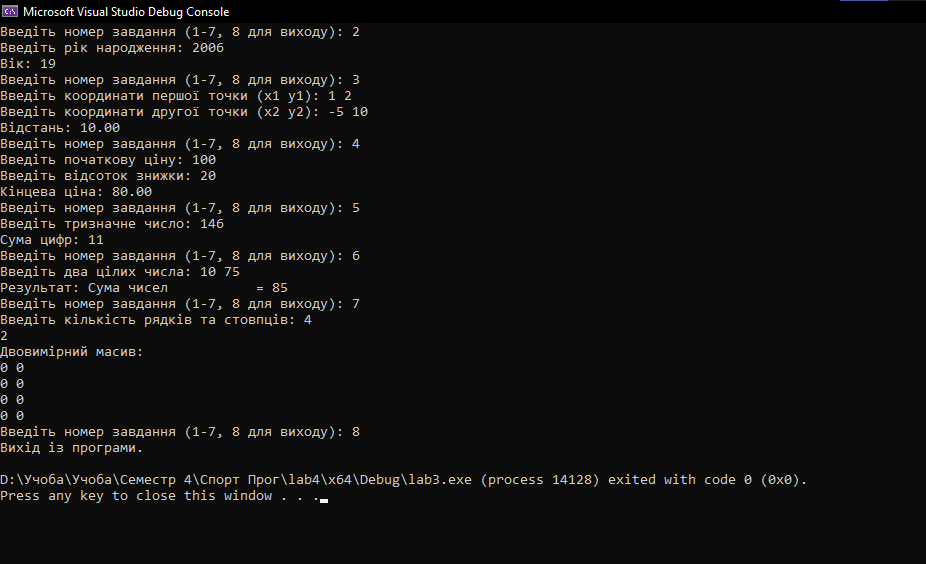 Microsoft Visual Studio Debug Console
Введіть номер завдання (1-7, 8 для виходу): 2
Введіть рік народження: 2006
Вік: 19
Введіть номер завдання (1-7, 8 для виходу): 3
Введіть координати першої точки (x1 y1): 1 2
Введіть координати другої точки (x2 y2): -5 10
Відстань: 10.00
Введіть номер завдання (1-7, 8 для виходу): 4
Введіть початкову ціну: 100
Введіть відсоток знижки: 20
Кінцева ціна: 80.00
Введіть номер завдання (1-7, 8 для виходу): 5
Введіть тризначне число: 146
Сума цифр: 11
Введіть номер завдання (1-7, 8 для виходу): 6
Введіть два цілих числа: 10 75
Результат: Сума чисел           = 85
Введіть номер завдання (1-7, 8 для виходу): 7
Введіть кількість рядків та стовпців: 4
2
Двовимірний масив:
0 0
0 0
0 0
0 0
Введіть номер завдання (1-7, 8 для виходу): 8
Вихід із програми.
D:\Учоба\Учоба\Семестр 4\Спорт Прог\lab4\x64\Debug\lab3.exe (process 14128) exited with code 0 (0x0).
Press any key to close this window . . .